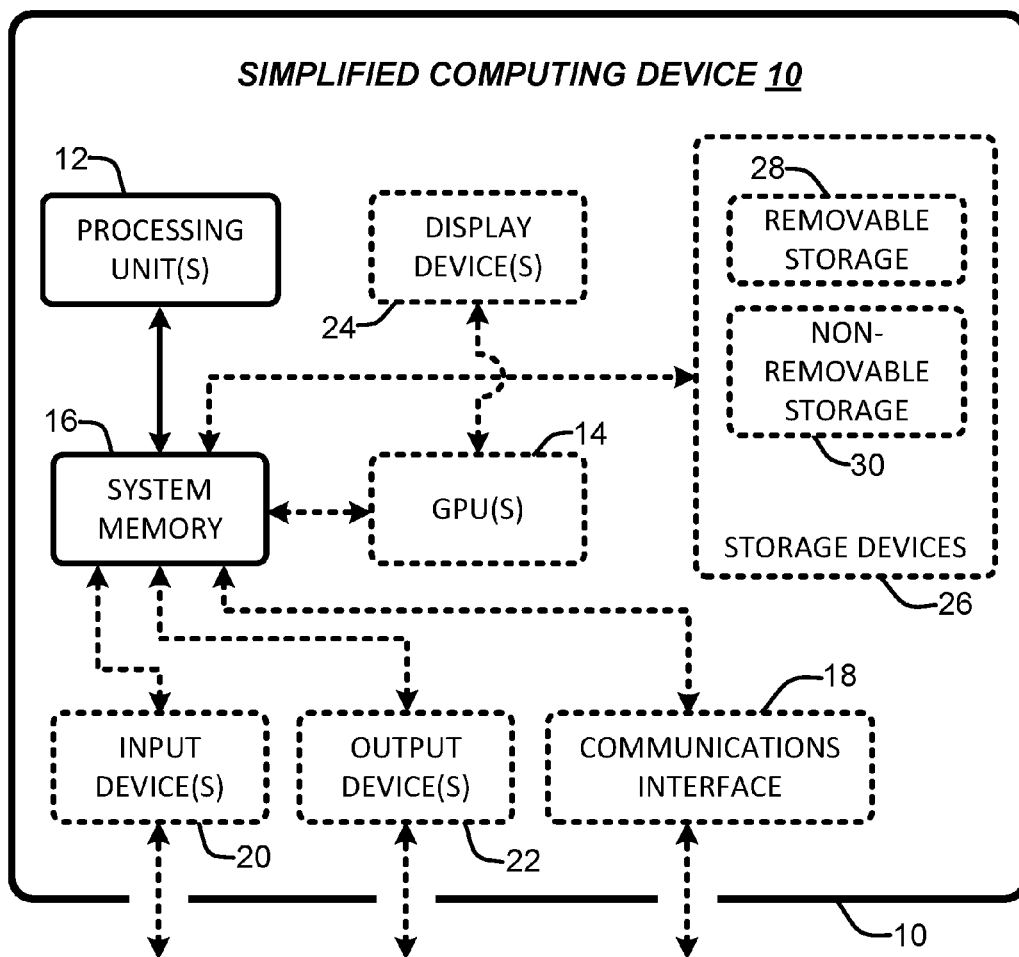 SIMPLIFIED COMPUTING DEVICE 10
12
PROCESSING
UNIT(S)
DISPLAY
DEVICE(S)
24
28
REMOVABLE
STORAGE
NON-
REMOVABLE
STORAGE
30
STORAGE DEVICES
26
16
SYSTEM
MEMORY
14
GPU(S)
INPUT
DEVICE(S)
20
OUTPUT
DEVICE(S)
22
18
COMMUNICATIONS
INTERFACE
10